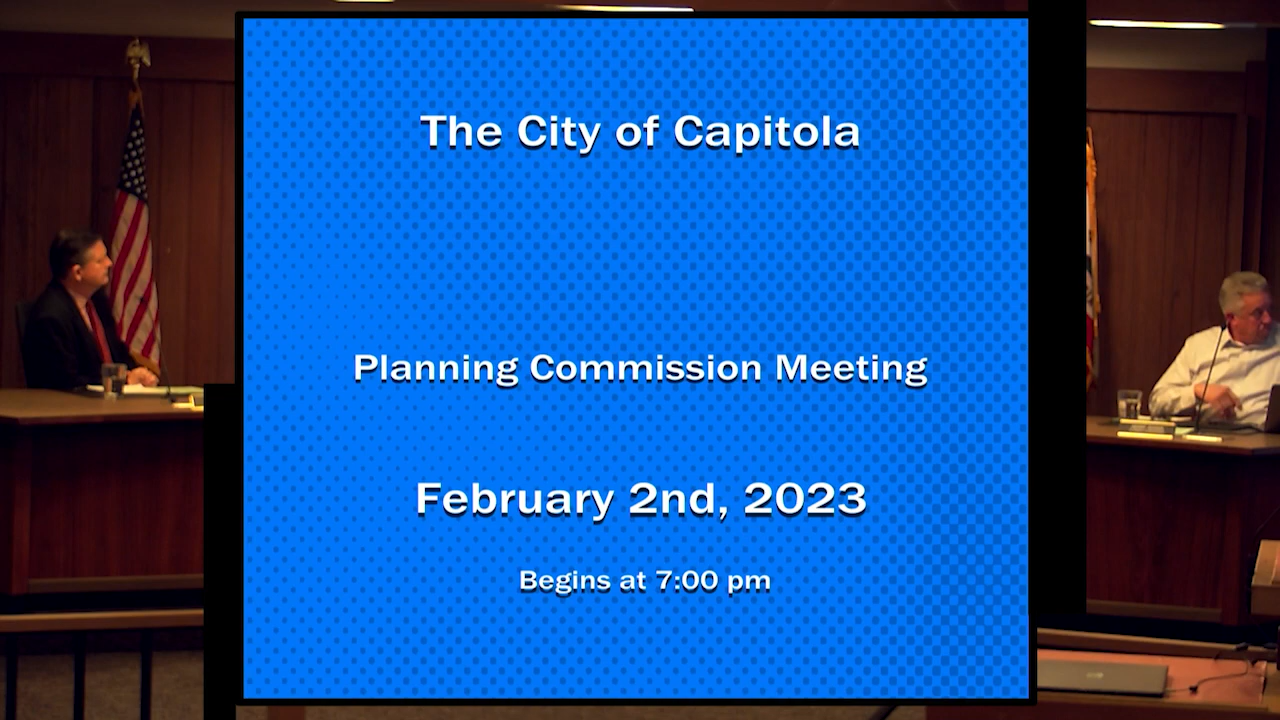 The City of Capitola
Planning Commission Meeting
February 2nd, 2023
Begins at 7:00 pm